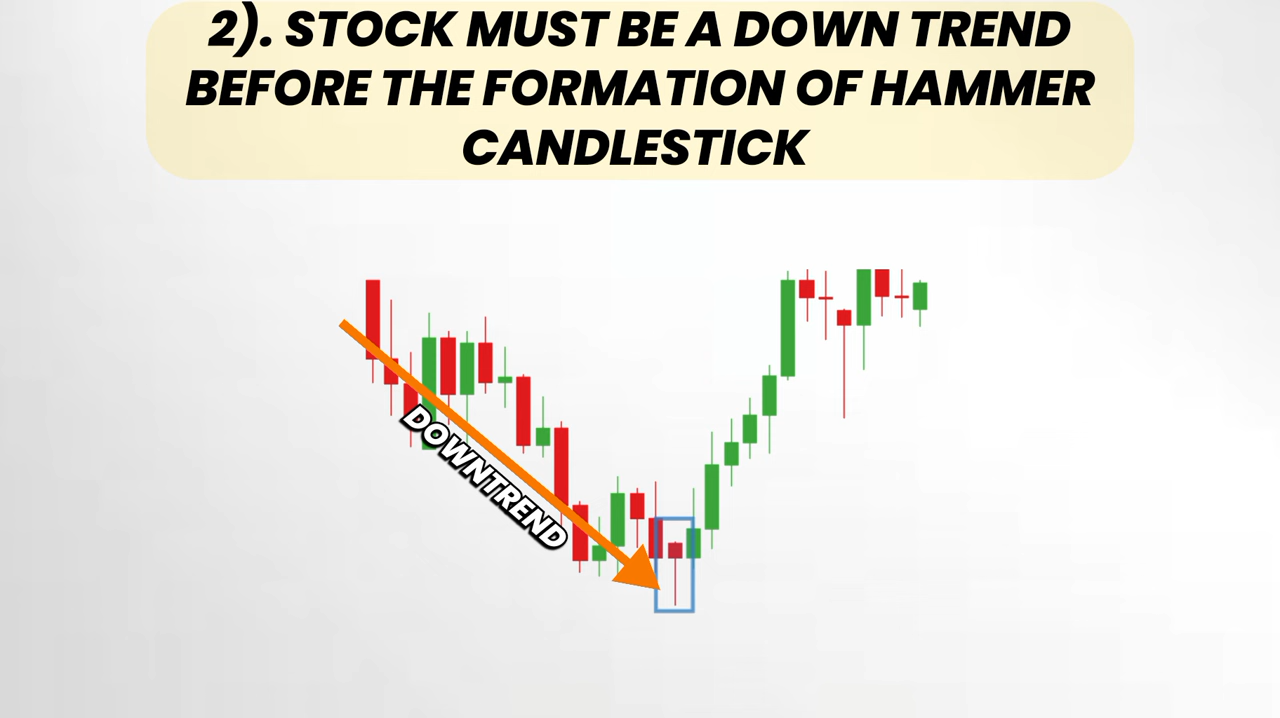 2). STOCK MUST BE A DOWN TREND
BEFORE THE FORMATION OF HAMMER
CANDLESTICK
DOWNTREND